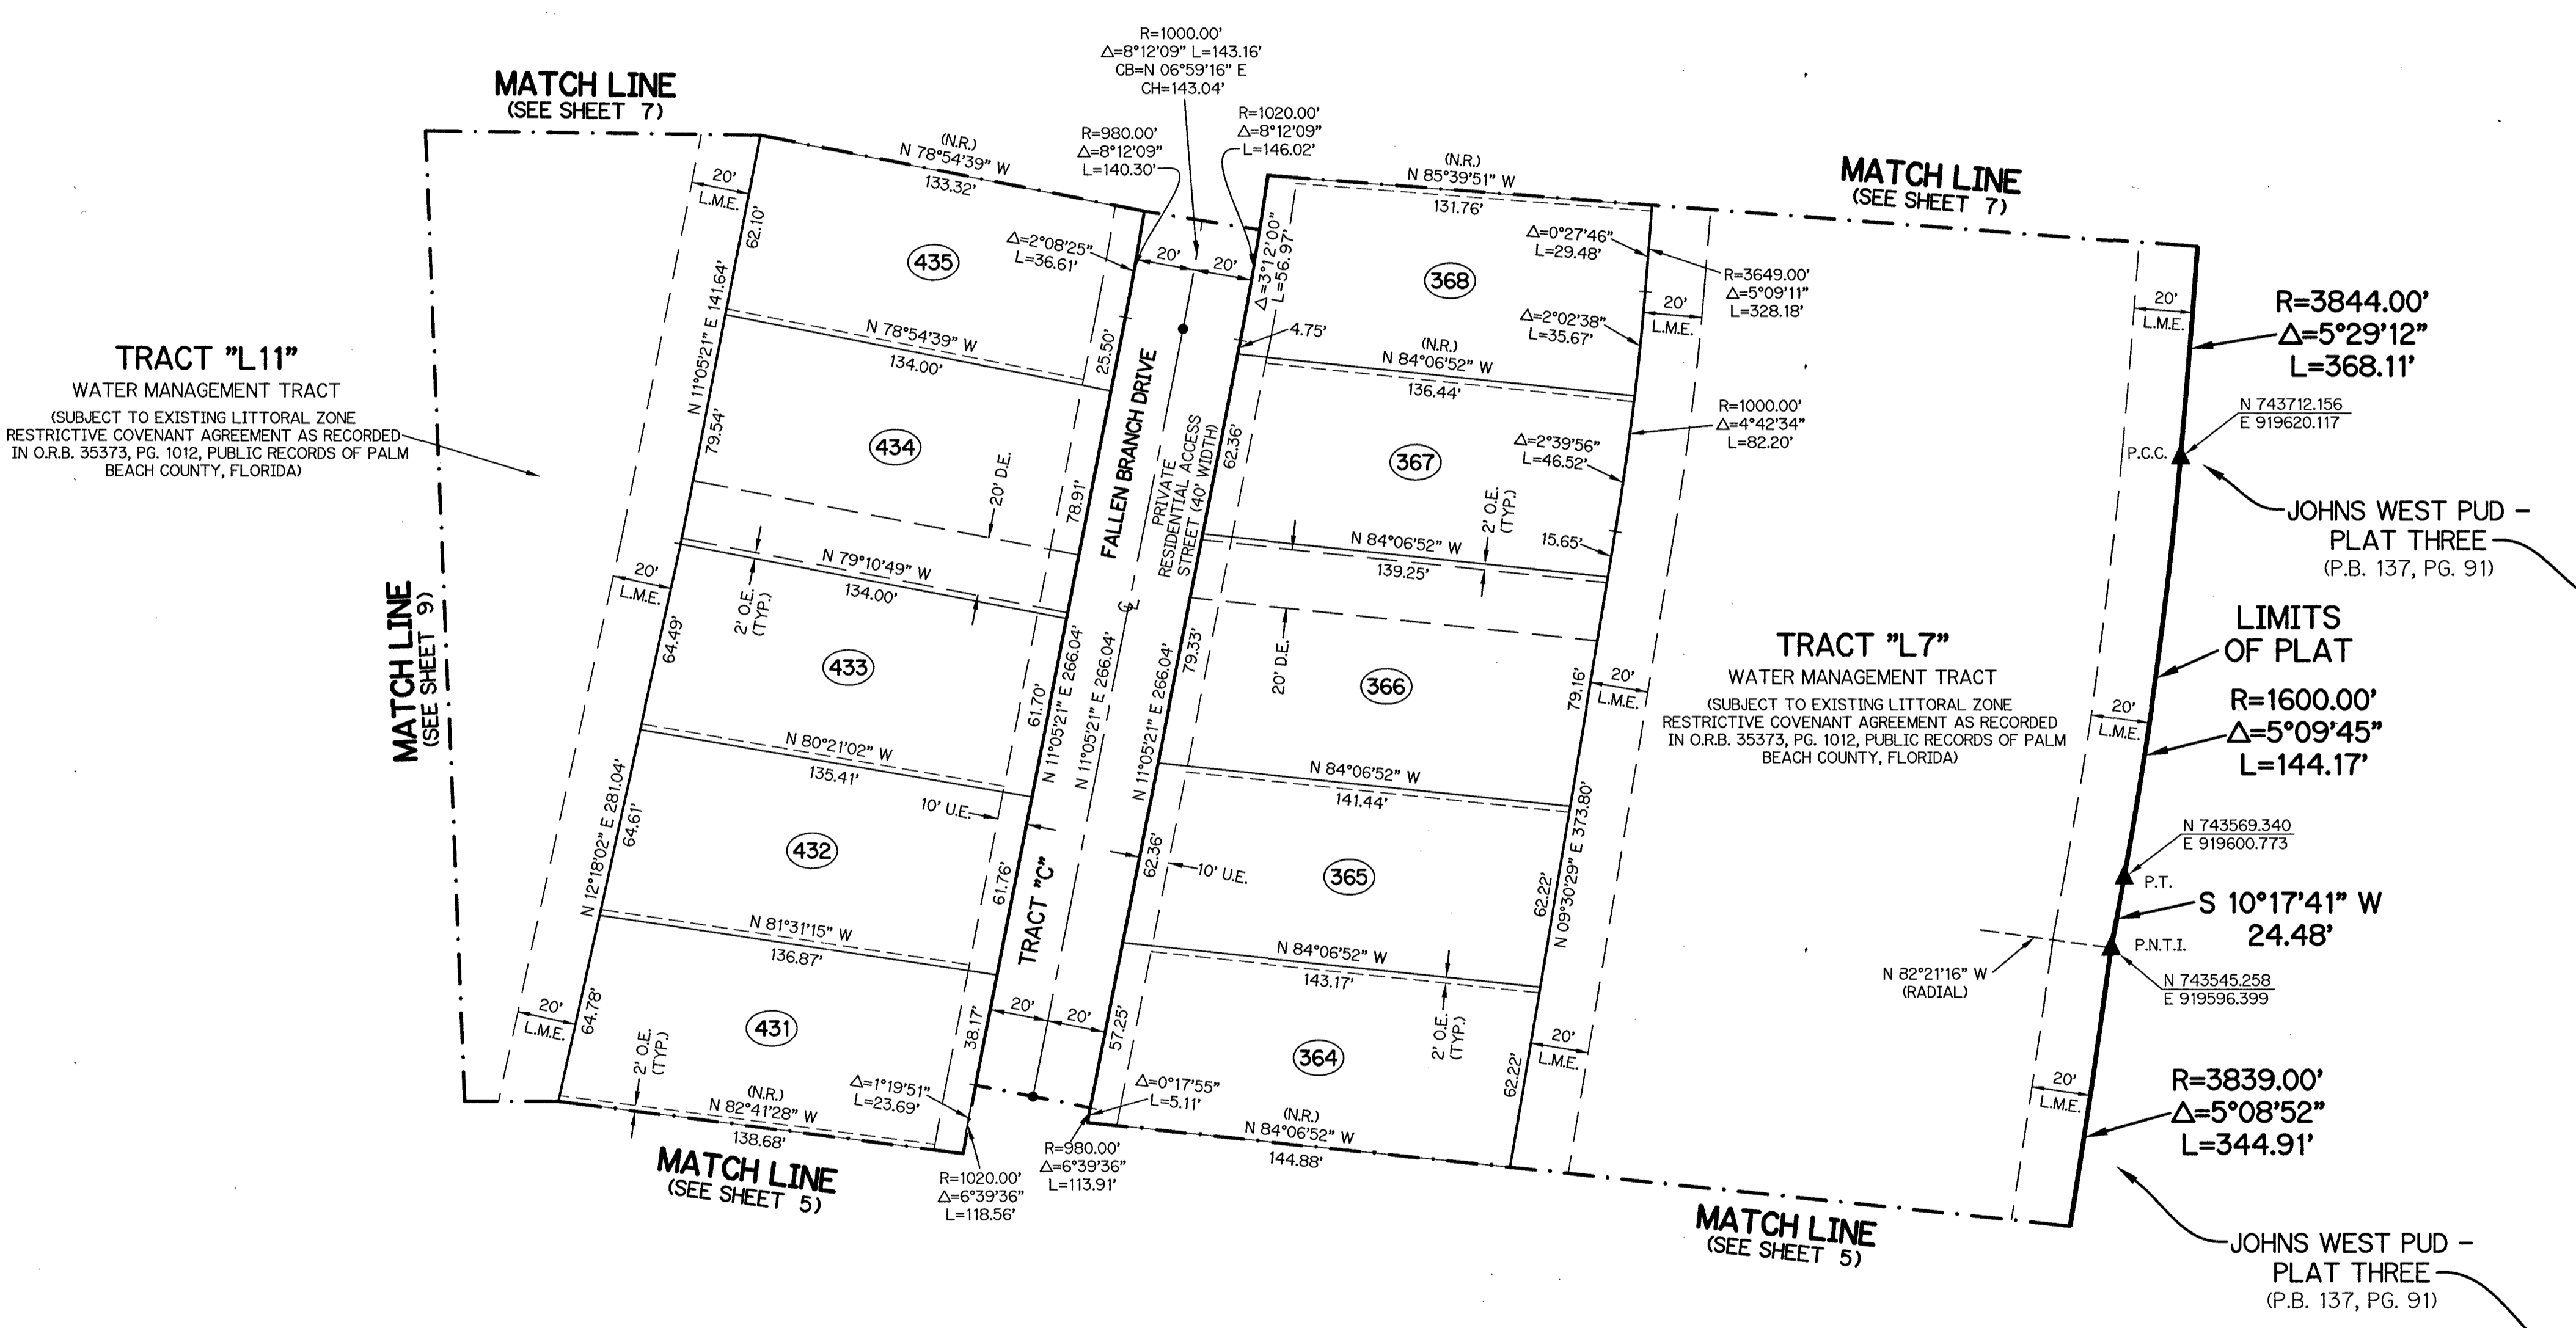 R=1000.00'
Δ=8°12'09" L=143.16'
CB=N 06°59'16" E
CH=143.04'
MATCH LINE
(SEE SHEET 7)
R=980.00'
Δ=8°12'09"
L=140.30'
R=1020.00'
Δ=8°12'09"
L=146.02'
(N.R.)
N 78°54'39" W
133.32'
(N.R.)
N 85°39'51" W
131.76'
MATCH LINE
(SEE SHEET 7)
20'
L.M.E.
62.10'
435
Δ=2°08'25"
L=36.61'
20'
20'
Δ=3°12'00"
L=56.97'
368
Δ=0°27'46"
L=29.48'
R=3649.00'
Δ=5°09'11"
L=328.18'
20'
L.M.E.
20'
L.M.E.
R=3844.00'
Δ=5°29'12"
L=368.11'
N 11°05'21" E 141.64'
N 78°54'39" W
134.00'
25.50'
4.75'
Δ=2°02'38"
L=35.67'
(N.R.)
N 84°06'52" W
136.44'
TRACT "L11"
WATER MANAGEMENT TRACT
(SUBJECT TO EXISTING LITTORAL ZONE
RESTRICTIVE COVENANT AGREEMENT AS RECORDED
IN O.R.B. 35373, PG. 1012, PUBLIC RECORDS OF PALM
BEACH COUNTY, FLORIDA)
79.54'
434
20' D.E.
78.91'
FALLEN BRANCH DRIVE
PRIVATE
RESIDENTIAL ACCESS
STREET (40' WIDTH)
62.36'
367
Δ=2°39'56"
L=46.52'
R=1000.00'
Δ=4°42'34"
L=82.20'
N 743712.156
E 919620.117
P.C.C.
JOHNS WEST PUD -
PLAT THREE
(P.B. 137, PG. 91)
2' O.E.
(TYP.)
15.65'
N 84°06'52" W
139.25'
MATCH LINE
(SEE SHEET 9)
20'
L.M.E.
N 79°10'49" W
134.00'
2' O.E.
(TYP.)
64.49'
433
61.70'
N 11°05'21" E 266.04'
N 11°05'21" E 266.04'
N 11°05'21" E 266.04'
79.33'
20' D.E.
366
79.16'
20'
L.M.E.
TRACT "L7"
WATER MANAGEMENT TRACT
(SUBJECT TO EXISTING LITTORAL ZONE
RESTRICTIVE COVENANT AGREEMENT AS RECORDED
IN O.R.B. 35373, PG. 1012, PUBLIC RECORDS OF PALM
BEACH COUNTY, FLORIDA)
LIMITS
OF PLAT
20'
L.M.E.
R=1600.00'
Δ=5°09'45"
L=144.17'
N 80°21'02" W
135.41'
10' U.E.
N 84°06'52" W
141.44'
N 12°18'02" E 281.04'
64.61'
432
61.76'
TRACT "C"
62.36'
10' U.E.
365
62.22'
N 09°30'29" E 373.80'
N 743569.340
E 919600.773
P.T.
S 10°17'41" W
24.48'
P.N.T.I.
N 82°21'16" W
(RADIAL)
N 743545.258
E 919596.399
N 81°31'15" W
136.87'
N 84°06'52" W
143.17'
20'
L.M.E.
64.78'
2' O.E.
(TYP.)
431
38.17'
20'
20'
57.25'
364
2' O.E.
(TYP.)
62.22'
20'
L.M.E.
20'
L.M.E.
R=3839.00'
Δ=5°08'52"
L=344.91'
(N.R.)
N 82°41'28" W
138.68'
Δ=1°19'51"
L=23.69'
Δ=0°17'55"
L=5.11'
(N.R.)
N 84°06'52" W
144.88'
MATCH LINE
(SEE SHEET 5)
R=1020.00'
Δ=6°39'36"
L=118.56'
R=980.00'
Δ=6°39'36"
L=113.91'
MATCH LINE
(SEE SHEET 5)
JOHNS WEST PUD -
PLAT THREE
(P.B. 137, PG. 91)